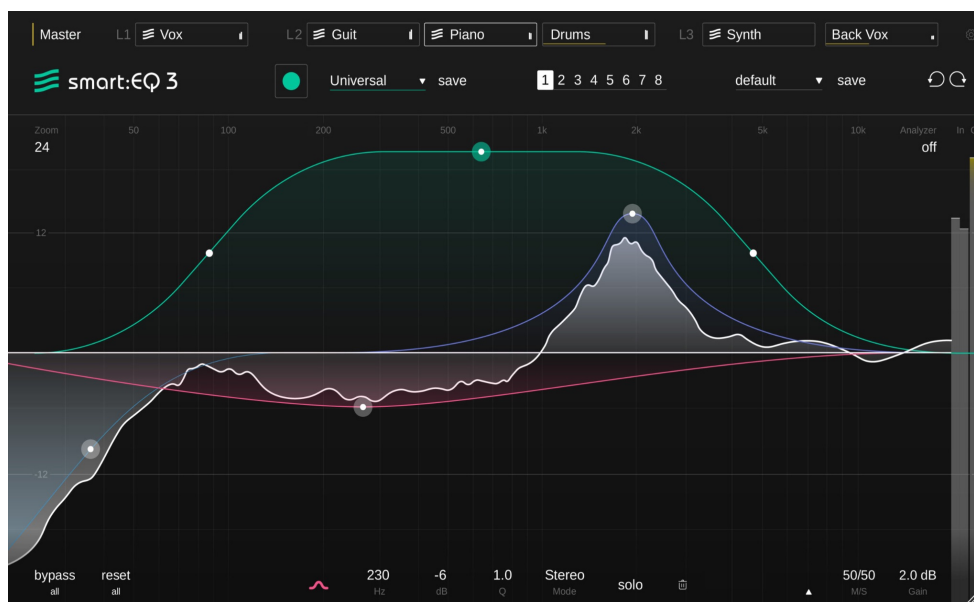 Master L1 Vox L2 Guit Piano Drums L3 Synth Back Vox
smart:EQ 3 Universal save 1 2 3 4 5 6 7 8 default save
Zoom 50 100 200 500 1k 2k 5k 10k Analyzer In
24 off
12
-12
bypass reset 230 -6 1.0 Stereo solo 50/50 2.0 dB
all all Hz dB Q Mode M/S Gain